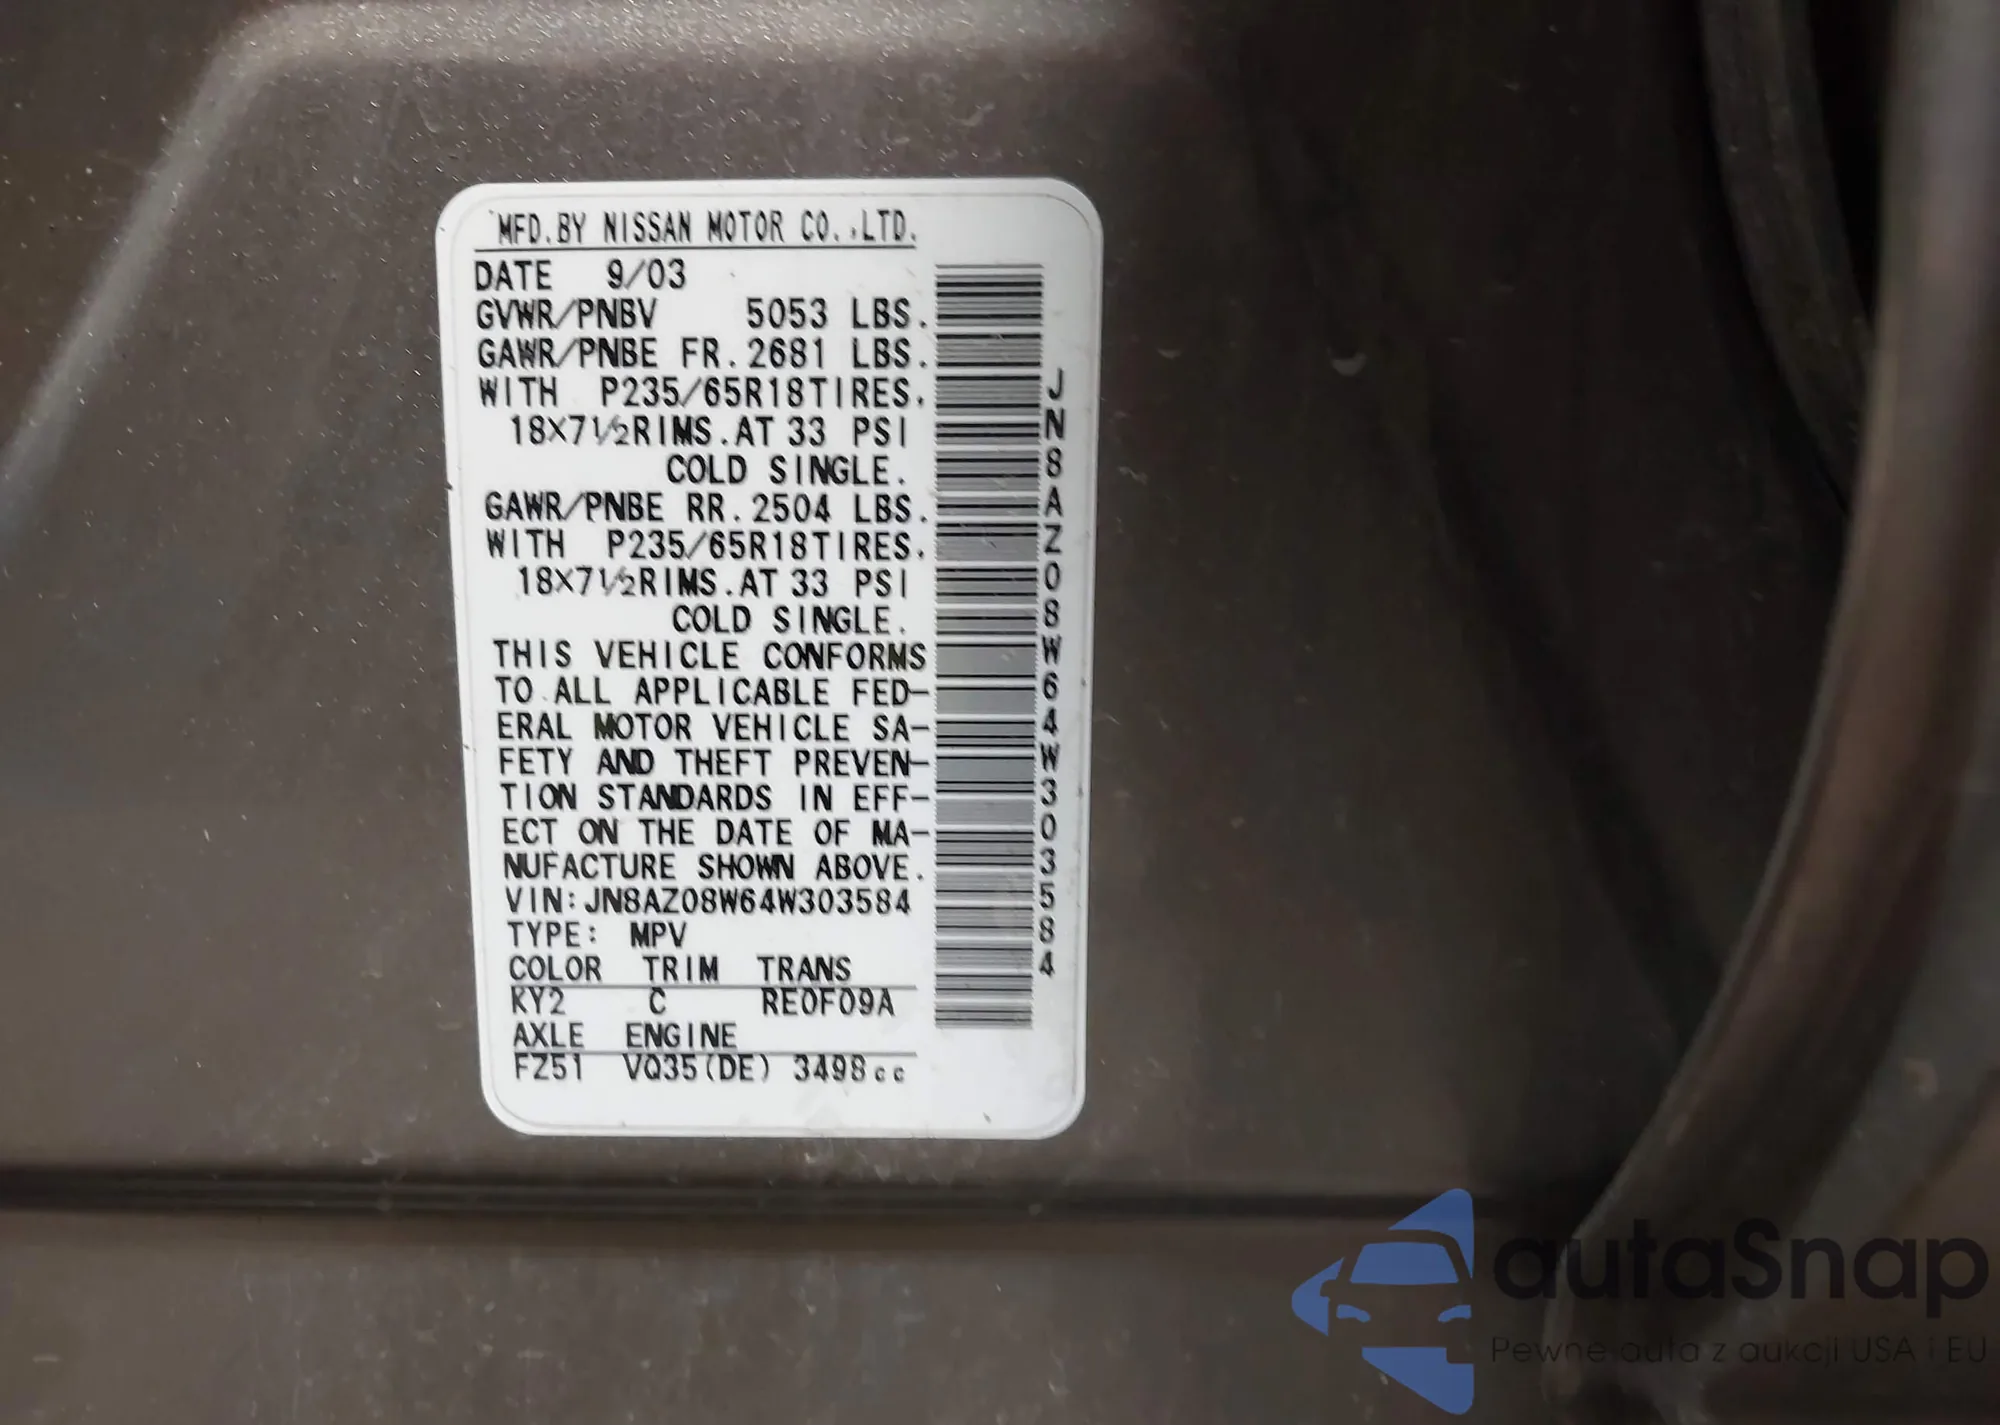 MFD.BY NISSAN MOTOR CO.,LTD.
DATE 9/03
GVWR/PNBV 5053 LBS.
GAWR/PNBE FR. 2681 LBS.
WITH P235/65R18TIRES.
18X7½RIMS.AT 33 PSI
COLD SINGLE.
GAWR/PNBE RR. 2504 LBS.
WITH P235/65R18TIRES.
18X7½RIMS.AT 33 PSI
COLD SINGLE.
THIS VEHICLE CONFORMS
TO ALL APPLICABLE FED-
ERAL MOTOR VEHICLE SA-
FETY AND THEFT PREVEN-
TION STANDARDS IN EFF-
ECT ON THE DATE OF MA-
NUFACTURE SHOWN ABOVE.
VIN:JN8AZ08W64W303584
TYPE: MPV
COLOR TRIM TRANS
KY2 C RE0F09A
AXLE ENGINE
FZ51 VQ35(DE) 3498cc
JN8AZ08W64W303584
autaSnap
Pewne auta z aukcji USA i EU